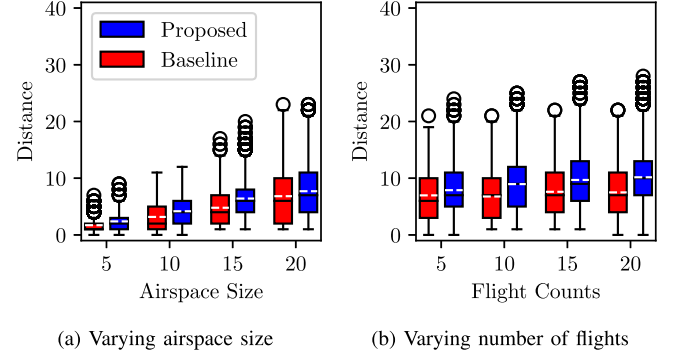 40
30
20
10
0
Distance
Proposed
Baseline
5 10 15 20
Airspace Size
(a) Varying airspace size
40
30
20
10
0
Distance
5 10 15 20
Flight Counts
(b) Varying number of flights